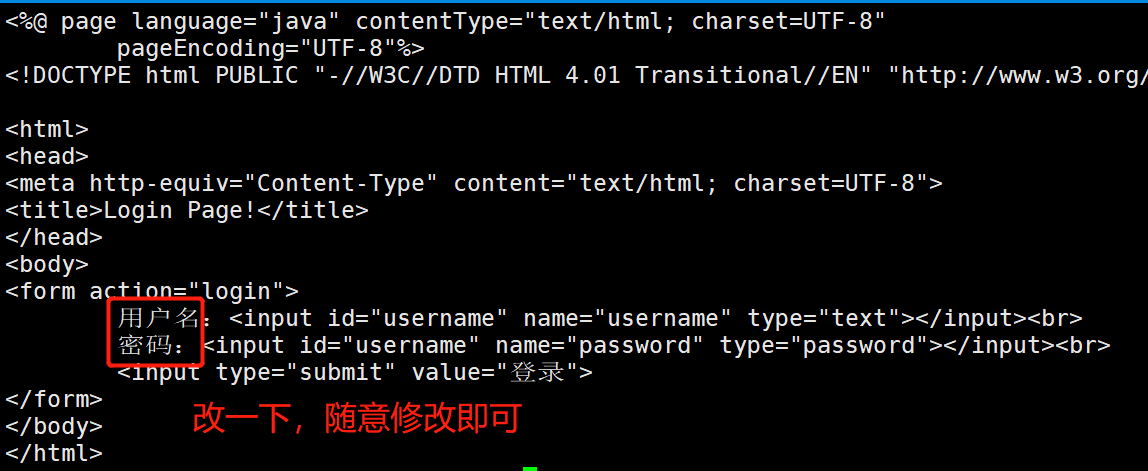 <%@ page language="java" contentType="text/html; charset=UTF-8"
pageEncoding="UTF-8"%>
<!DOCTYPE html PUBLIC "-//W3C//DTD HTML 4.01 Transitional//EN" "http://www.w3.org/
<html>
<head>
<meta http-equiv="Content-Type" content="text/html; charset=UTF-8">
<title>Login Page!</title>
</head>
<body>
<form action="login">
用户名：<input id="username" name="username" type="text"></input><br>
密码：<input id="username" name="password" type="password"></input><br>
<input type="submit" value="登录">
</form>
改一下，随意修改即可
</body>
</html>